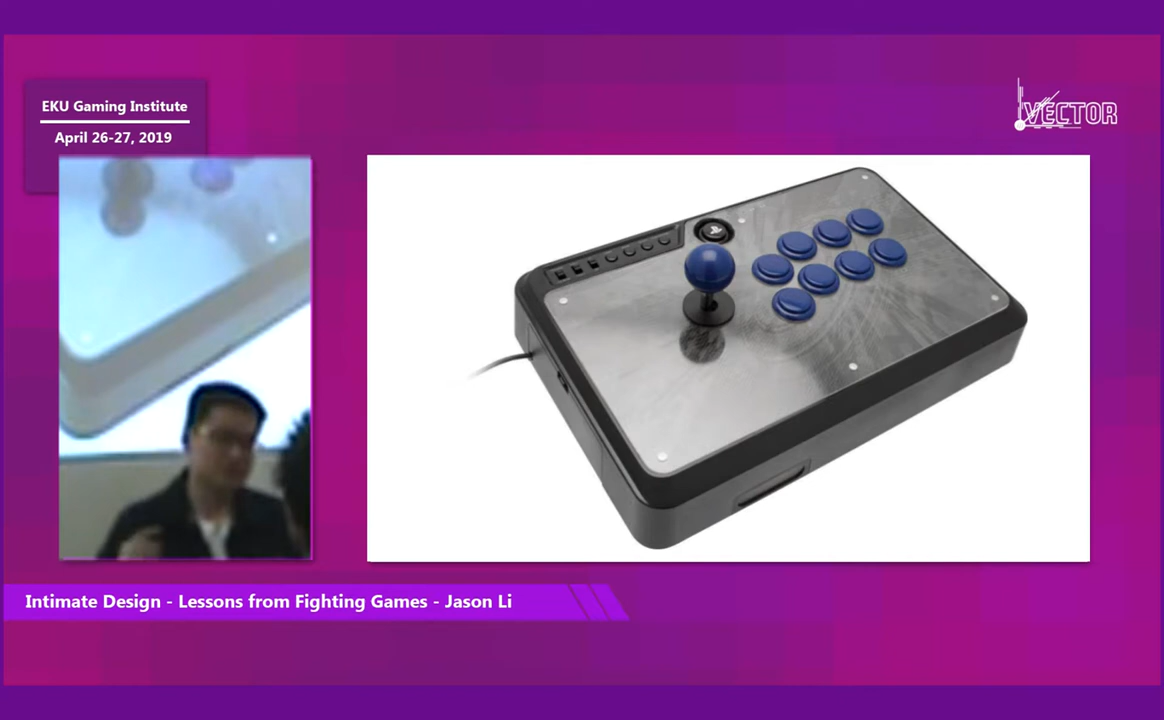 EKU Gaming Institute
April 26-27, 2019
VECTOR
Intimate Design - Lessons from Fighting Games - Jason Li